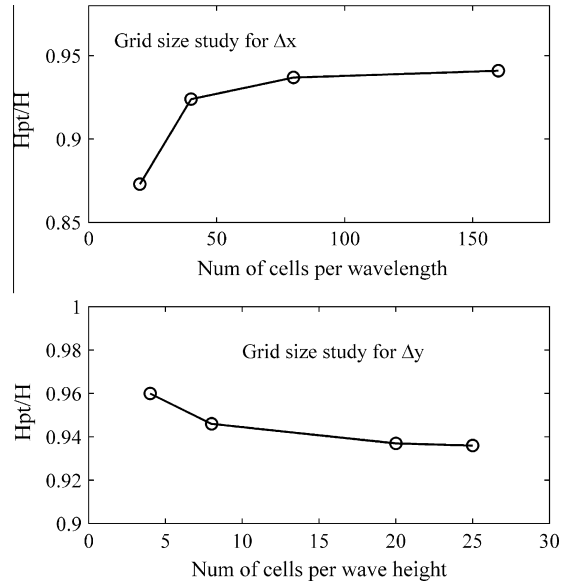 Grid size study for Δx
Hpt/H
0.95
0.9
0.85
0 50 100 150
Num of cells per wavelength
Grid size study for Δy
Hpt/H
1
0.98
0.96
0.94
0.92
0.9
0 5 10 15 20 25 30
Num of cells per wave height